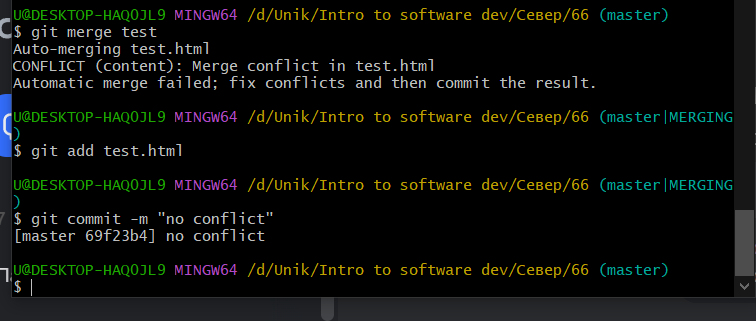 U@DESKTOP-HAQ0JL9 MINGW64 /d/Unik/Intro to software dev/Север/66 (master)
$ git merge test
Auto-merging test.html
CONFLICT (content): Merge conflict in test.html
Automatic merge failed; fix conflicts and then commit the result.
U@DESKTOP-HAQ0JL9 MINGW64 /d/Unik/Intro to software dev/Север/66 (master|MERGING
)
$ git add test.html
U@DESKTOP-HAQ0JL9 MINGW64 /d/Unik/Intro to software dev/Север/66 (master|MERGING
)
$ git commit -m "no conflict"
[master 69f23b4] no conflict
U@DESKTOP-HAQ0JL9 MINGW64 /d/Unik/Intro to software dev/Север/66 (master)
$